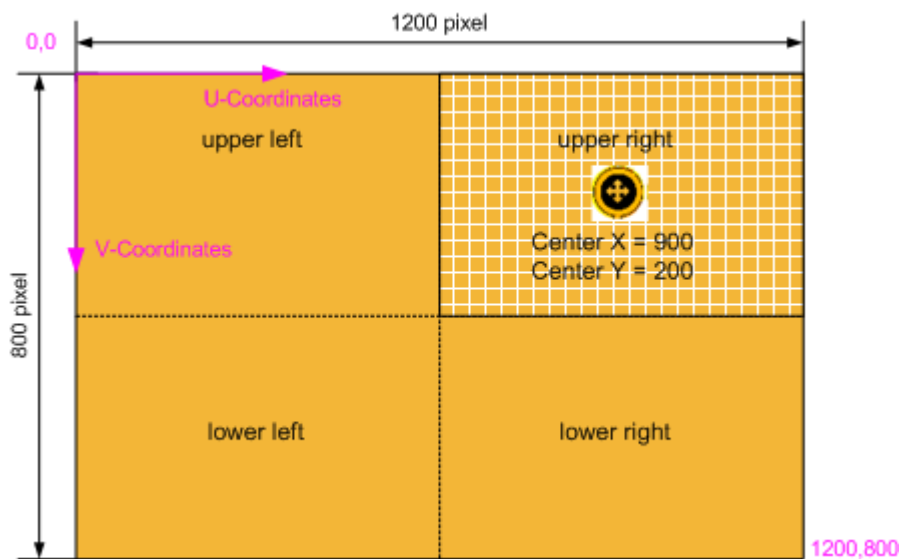 1200 pixel
0,0
U-Coordinates
upper left
upper right
V-Coordinates
Center X = 900
Center Y = 200
800 pixel
lower left
lower right
1200,800